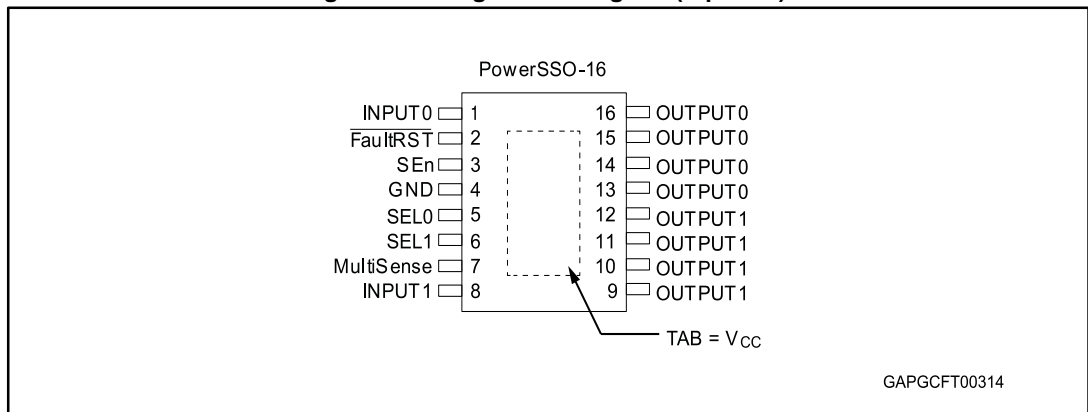 PowerSSO-16
INPUT0 1 16 OUTPUT0
FaultRST 2 15 OUTPUT0
SEn 3 14 OUTPUT0
GND 4 13 OUTPUT0
SEL0 5 12 OUTPUT1
SEL1 6 11 OUTPUT1
MultiSense 7 10 OUTPUT1
INPUT1 8 9 OUTPUT1
TAB = VCC
GAPGCFT00314